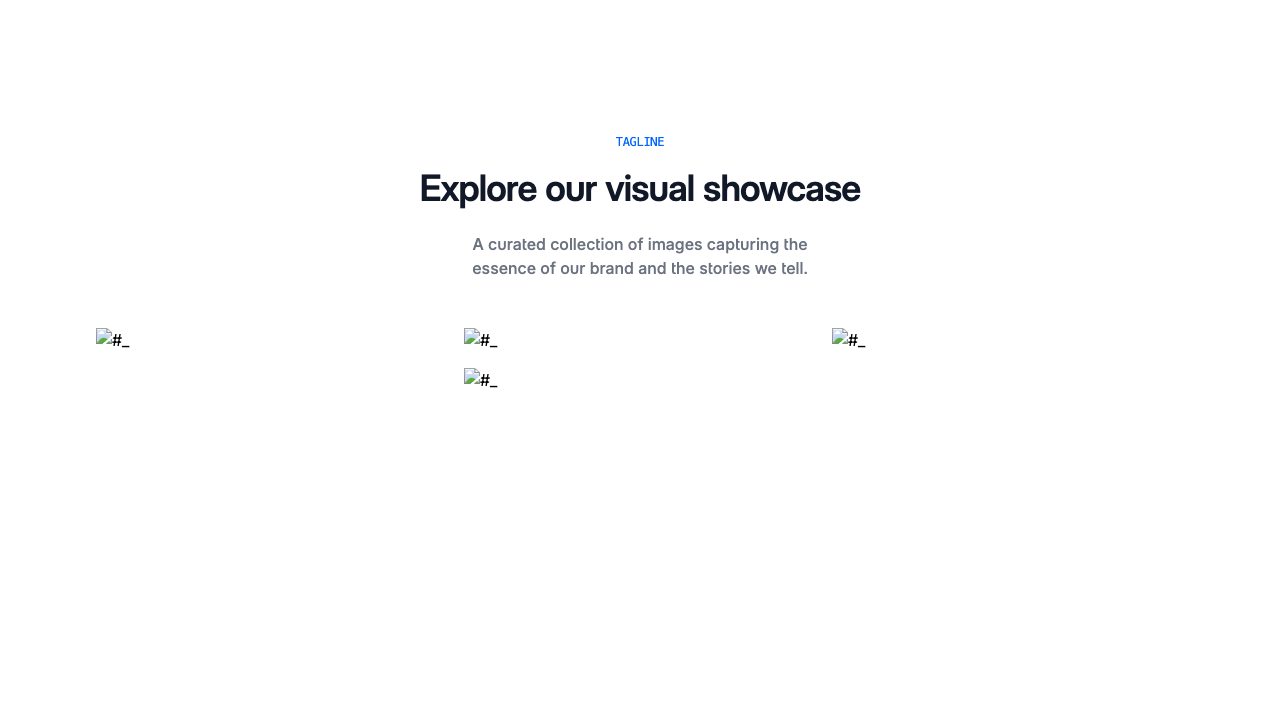 TAGLINE
Explore our visual showcase
A curated collection of images capturing the
essence of our brand and the stories we tell.
#_
#_
#_
#_